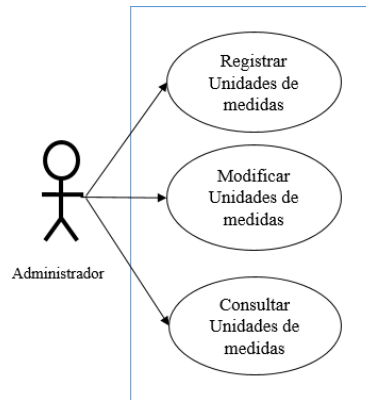 Registrar
Unidades de
medidas
Modificar
Unidades de
medidas
Administrador
Consultar
Unidades de
medidas